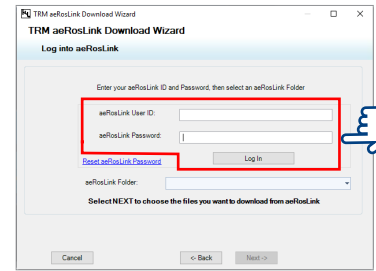 TRM aeRosLink Download Wizard
TRM aeRosLink Download Wizard
Log into aeRosLink
Enter your aeRosLink ID and Password, then select an aeRosLink Folder
aeRosLink User ID:
aeRosLink Password:
Reset aeRosLink Password
Log In
aeRosLink Folder:
Select NEXT to choose the files you want to download from aeRosLink
Cancel
<- Back
Next ->